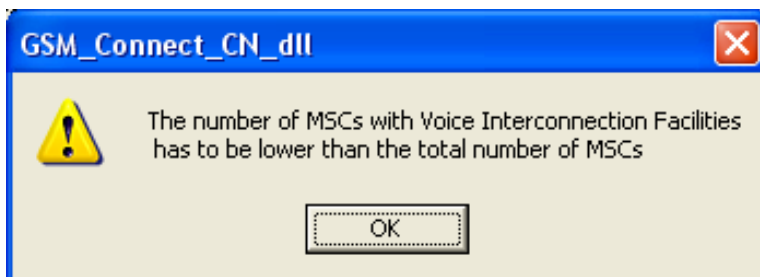 GSM_Connect_CN_dll
The number of MSCs with Voice Interconnection Facilities
has to be lower than the total number of MSCs
OK